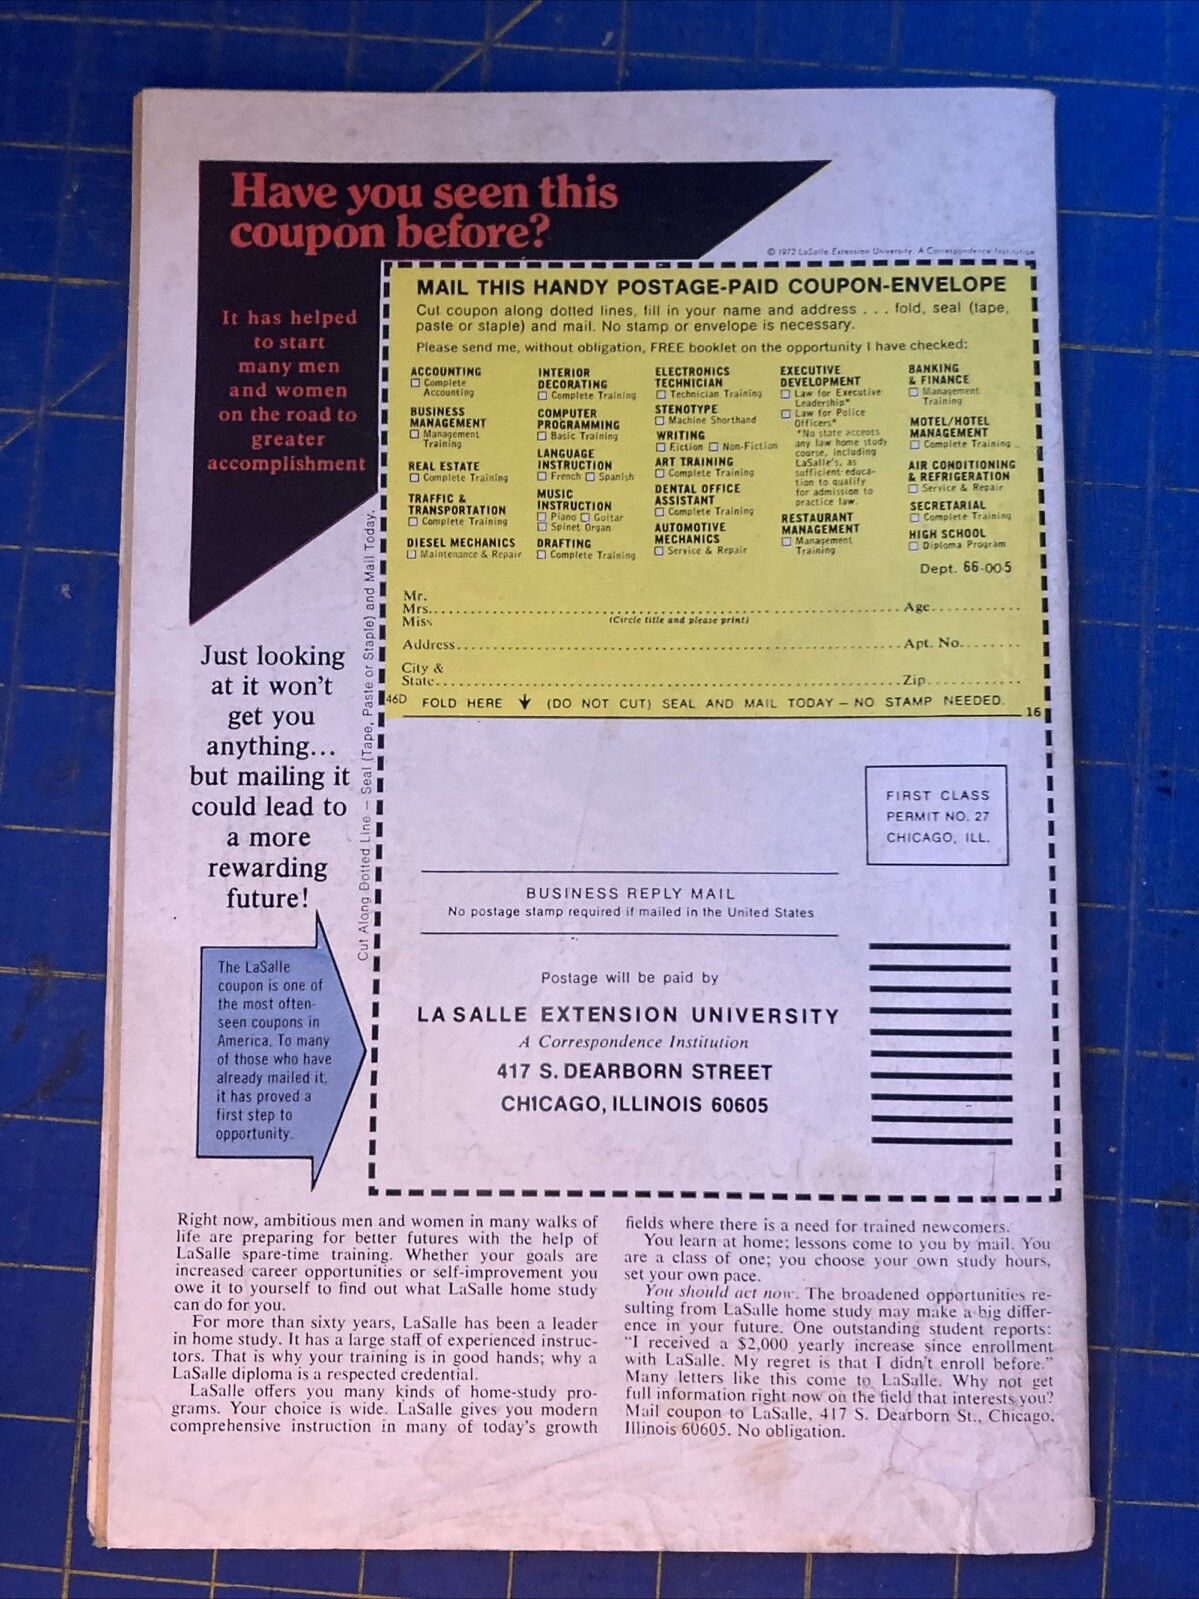 Have you seen this
coupon before?
It has helped
to start
many men
and women
on the road to
greater
accomplishment
© 1972 LaSalle Extension University, A Correspondence Institution
MAIL THIS HANDY POSTAGE-PAID COUPON-ENVELOPE
Cut coupon along dotted lines, fill in your name and address . . . fold, seal (tape,
paste or staple) and mail. No stamp or envelope is necessary.
Please send me, without obligation, FREE booklet on the opportunity I have checked:
ACCOUNTING
☐ Complete
Accounting
BUSINESS
MANAGEMENT
☐ Management
Training
REAL ESTATE
☐ Complete Training
TRAFFIC &
TRANSPORTATION
☐ Complete Training
DIESEL MECHANICS
☐ Maintenance & Repair
INTERIOR
DECORATING
☐ Complete Training
COMPUTER
PROGRAMMING
☐ Basic Training
LANGUAGE
INSTRUCTION
☐ French ☐ Spanish
MUSIC
INSTRUCTION
☐ Piano ☐ Guitar
☐ Spinet Organ
DRAFTING
☐ Complete Training
ELECTRONICS
TECHNICIAN
☐ Technician Training
STENOTYPE
☐ Machine Shorthand
WRITING
☐ Fiction ☐ Non-Fiction
ART TRAINING
☐ Complete Training
DENTAL OFFICE
ASSISTANT
☐ Complete Training
AUTOMOTIVE
MECHANICS
☐ Service & Repair
EXECUTIVE
DEVELOPMENT
☐ Law for Executive
Leadership*
☐ Law for Police
Officers*
*No state accepts
any law home study
course, including
LaSalle's, as
sufficient educa-
tion to qualify
for admission to
practice law.
RESTAURANT
MANAGEMENT
☐ Management
Training
BANKING
& FINANCE
☐ Management
Training
MOTEL/HOTEL
MANAGEMENT
☐ Complete Training
AIR CONDITIONING
& REFRIGERATION
☐ Service & Repair
SECRETARIAL
☐ Complete Training
HIGH SCHOOL
☐ Diploma Program
Dept. 66-005
Mr.
Mrs. Age
Miss (Circle title and please print)
Address Apt. No.
City &
State Zip
46D FOLD HERE ↓ (DO NOT CUT) SEAL AND MAIL TODAY — NO STAMP NEEDED.
16
Cut Along Dotted Line — Seal (Tape, Paste or Staple) and Mail Today.
Just looking
at it won't
get you
anything...
but mailing it
could lead to
a more
rewarding
future!
The LaSalle
coupon is one of
the most often-
seen coupons in
America. To many
of those who have
already mailed it,
it has proved a
first step to
opportunity.
FIRST CLASS
PERMIT NO. 27
CHICAGO, ILL.
BUSINESS REPLY MAIL
No postage stamp required if mailed in the United States
Postage will be paid by
LA SALLE EXTENSION UNIVERSITY
A Correspondence Institution
417 S. DEARBORN STREET
CHICAGO, ILLINOIS 60605
Right now, ambitious men and women in many walks of
life are preparing for better futures with the help of
LaSalle spare-time training. Whether your goals are
increased career opportunities or self-improvement you
owe it to yourself to find out what LaSalle home study
can do for you.
For more than sixty years, LaSalle has been a leader
in home study. It has a large staff of experienced instruc-
tors. That is why your training is in good hands; why a
LaSalle diploma is a respected credential.
LaSalle offers you many kinds of home-study pro-
grams. Your choice is wide. LaSalle gives you modern
comprehensive instruction in many of today's growth
fields where there is a need for trained newcomers.
You learn at home; lessons come to you by mail. You
are a class of one; you choose your own study hours,
set your own pace.
You should act now. The broadened opportunities re-
sulting from LaSalle home study may make a big differ-
ence in your future. One outstanding student reports:
"I received a $2,000 yearly increase since enrollment
with LaSalle. My regret is that I didn't enroll before."
Many letters like this come to LaSalle. Why not get
full information right now on the field that interests you?
Mail coupon to LaSalle, 417 S. Dearborn St., Chicago,
Illinois 60605. No obligation.